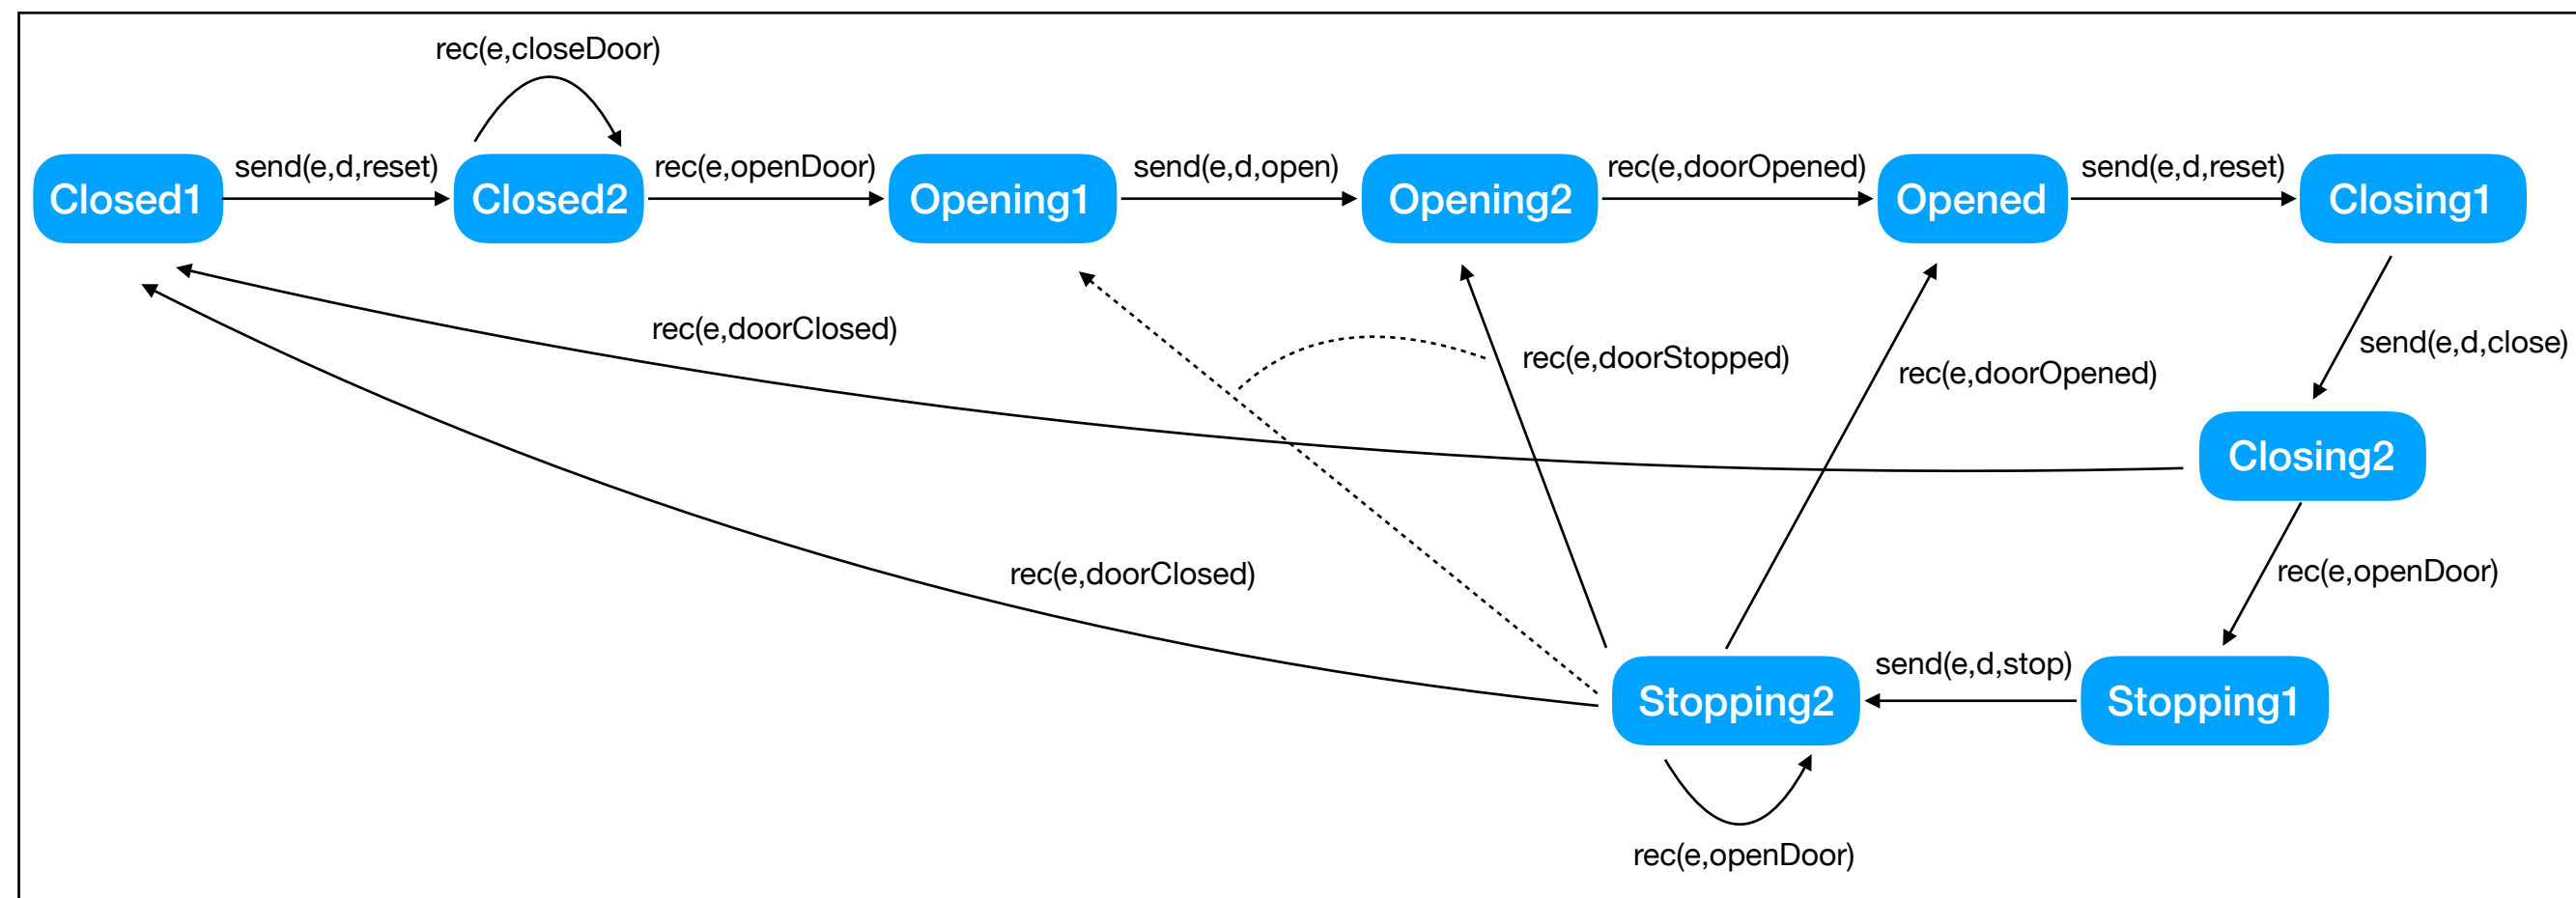 rec(e,closeDoor)
send(e,d,reset)
rec(e,openDoor)
send(e,d,open)
rec(e,doorOpened)
send(e,d,reset)
Closed1
Closed2
Opening1
Opening2
Opened
Closing1
rec(e,doorClosed)
rec(e,doorStopped)
rec(e,doorOpened)
send(e,d,close)
Closing2
rec(e,doorClosed)
rec(e,openDoor)
send(e,d,stop)
Stopping2
Stopping1
rec(e,openDoor)